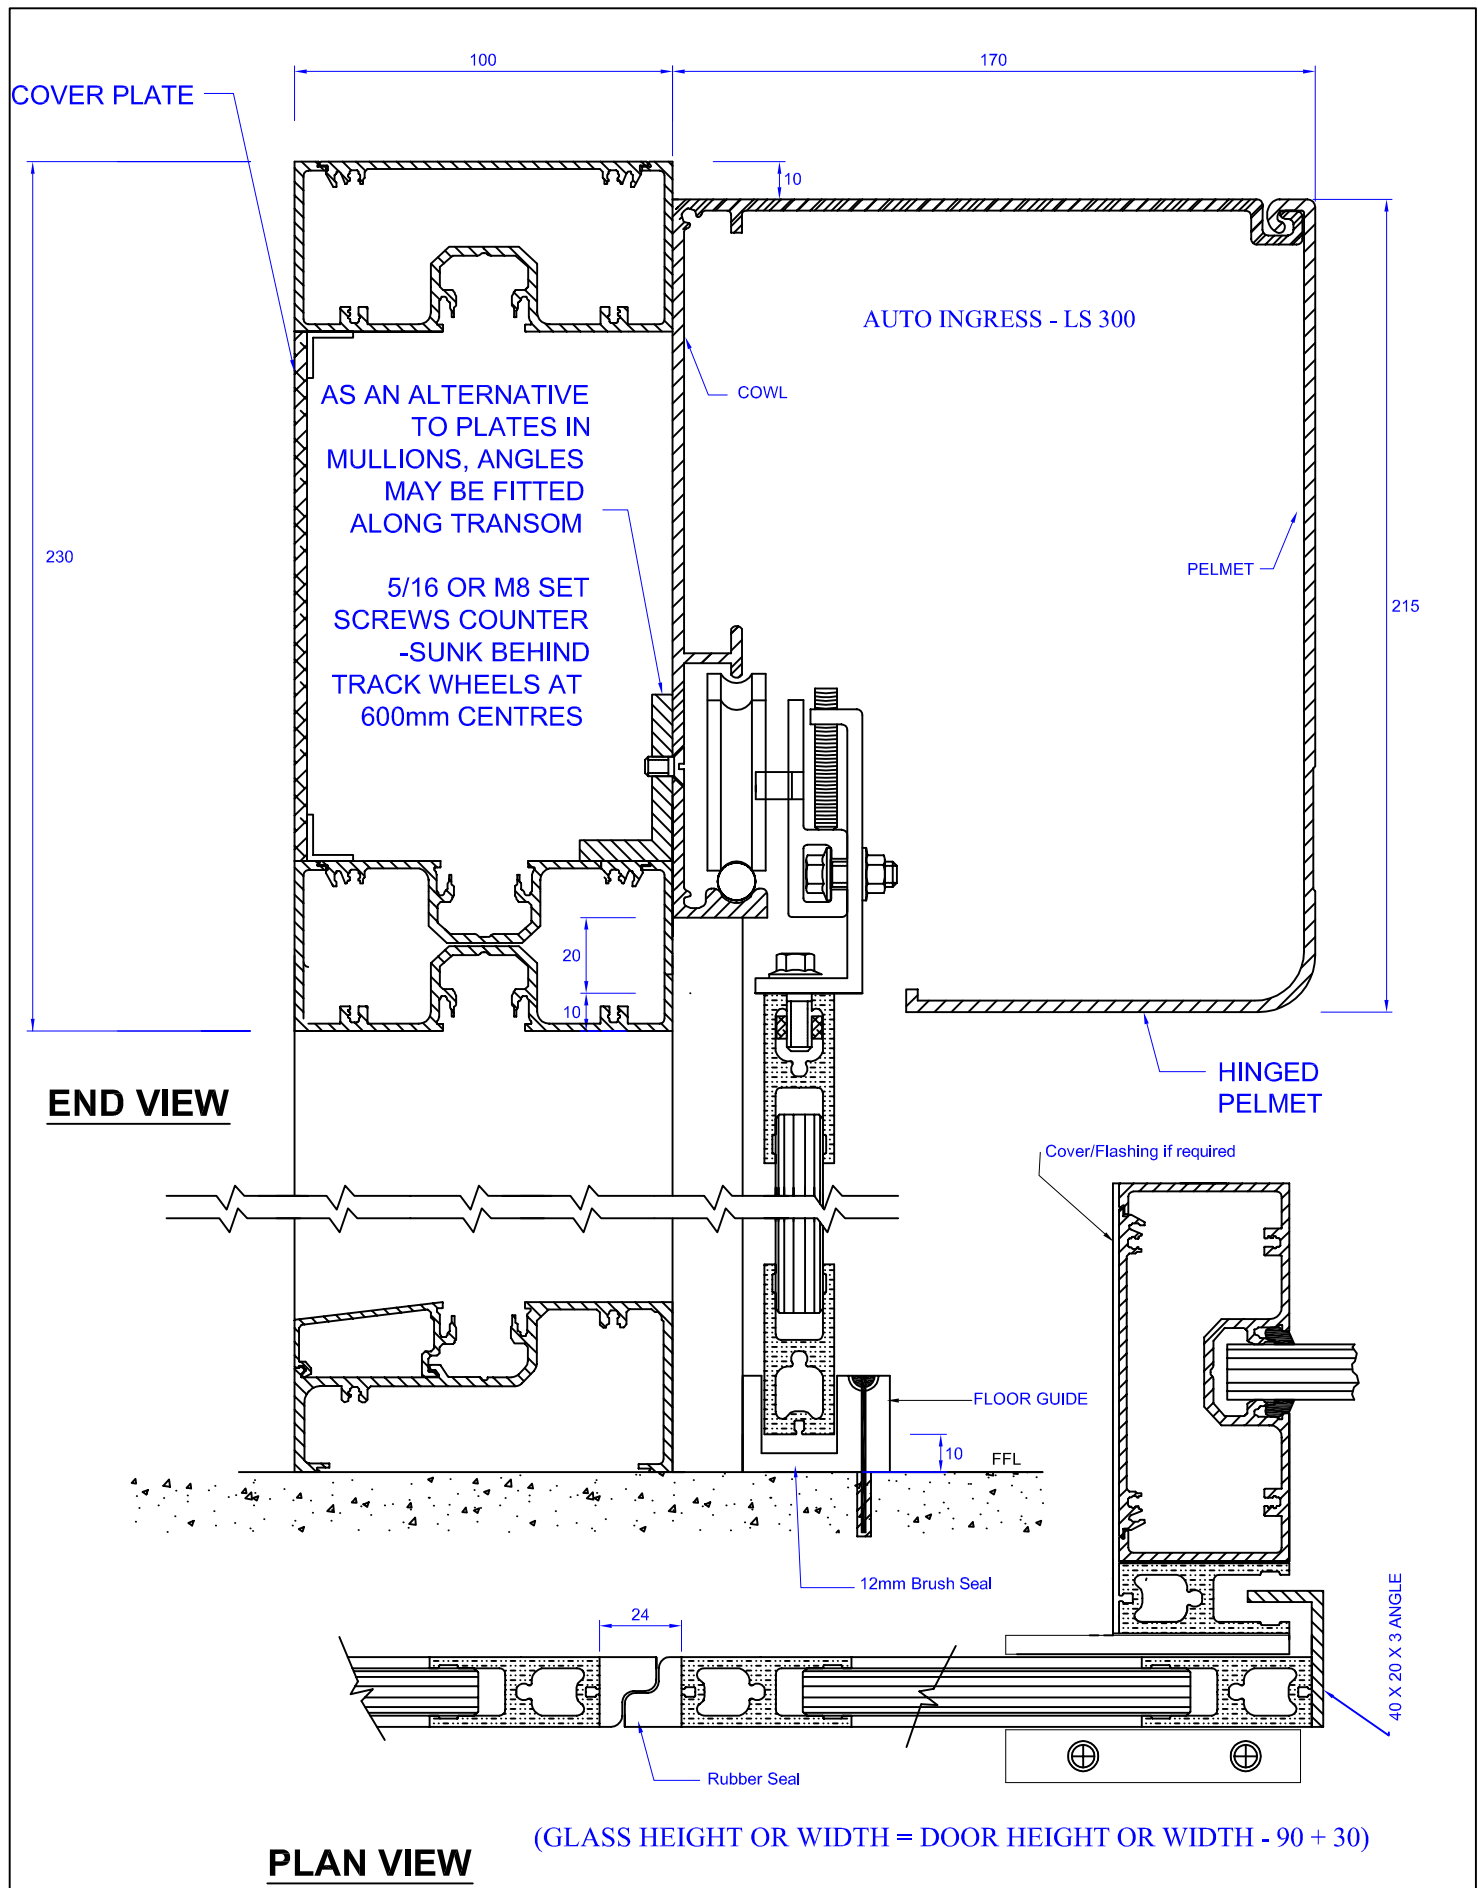 100
170
COVER PLATE
10
AUTO INGRESS - LS 300
COWL
AS AN ALTERNATIVE
TO PLATES IN
MULLIONS, ANGLES
MAY BE FITTED
ALONG TRANSOM
5/16 OR M8 SET
SCREWS COUNTER
-SUNK BEHIND
TRACK WHEELS AT
600mm CENTRES
230
PELMET
215
20
10
HINGED
PELMET
END VIEW
Cover/Flashing if required
FLOOR GUIDE
10
FFL
12mm Brush Seal
24
40 X 20 X 3 ANGLE
Rubber Seal
(GLASS HEIGHT OR WIDTH = DOOR HEIGHT OR WIDTH - 90 + 30)
PLAN VIEW